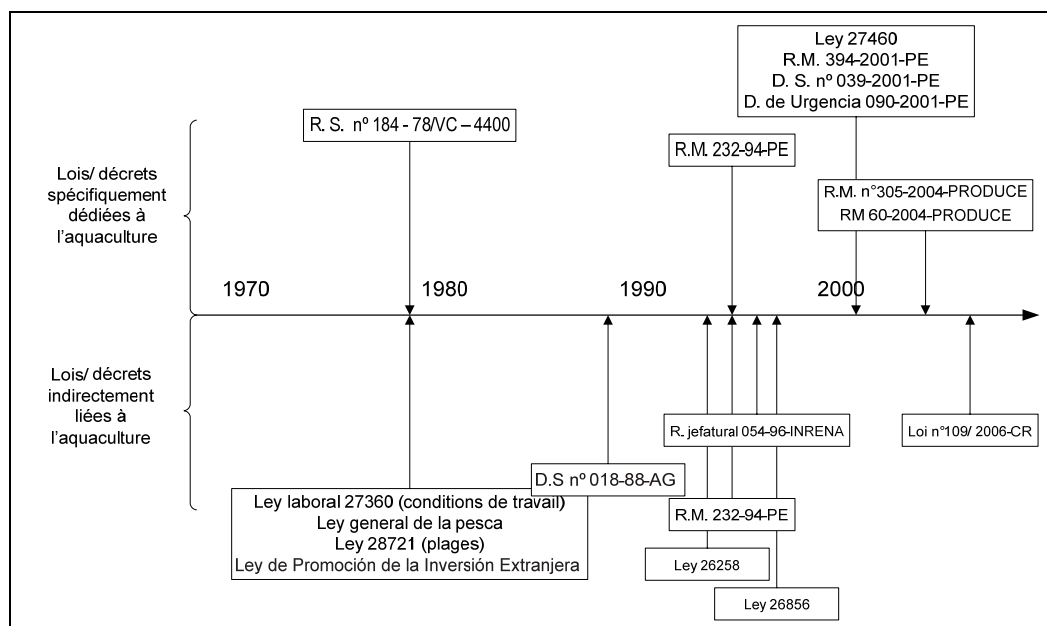 Ley 27460
R.M. 394-2001-PE
D. S. nº 039-2001-PE
D. de Urgencia 090-2001-PE
R. S. nº 184 - 78/VC – 4400
R.M. 232-94-PE
Lois/ décrets
spécifiquement
dédiées à
l'aquaculture
R.M. n°305-2004-PRODUCE
RM 60-2004-PRODUCE
1970 1980 1990 2000
Lois/ décrets
indirectement
liées à
l'aquaculture
R. jefatural 054-96-INRENA
Loi n°109/ 2006-CR
D.S nº 018-88-AG
Ley laboral 27360 (conditions de travail)
Ley general de la pesca
Ley 28721 (plages)
Ley de Promoción de la Inversión Extranjera
R.M. 232-94-PE
Ley 26258
Ley 26856